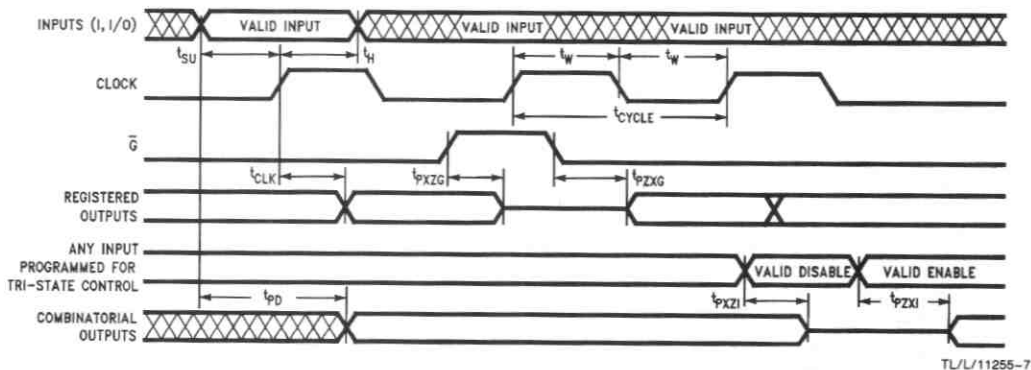 INPUTS (I, I/O) VALID INPUT VALID INPUT VALID INPUT
tSU tH tW tW
CLOCK
tCYCLE
G̅
tCLK tPXZG tPZXG
REGISTERED
OUTPUTS
ANY INPUT
PROGRAMMED FOR VALID DISABLE VALID ENABLE
TRI-STATE CONTROL
tPD tPXZI tPZXI
COMBINATORIAL
OUTPUTS
TL/L/11255-7